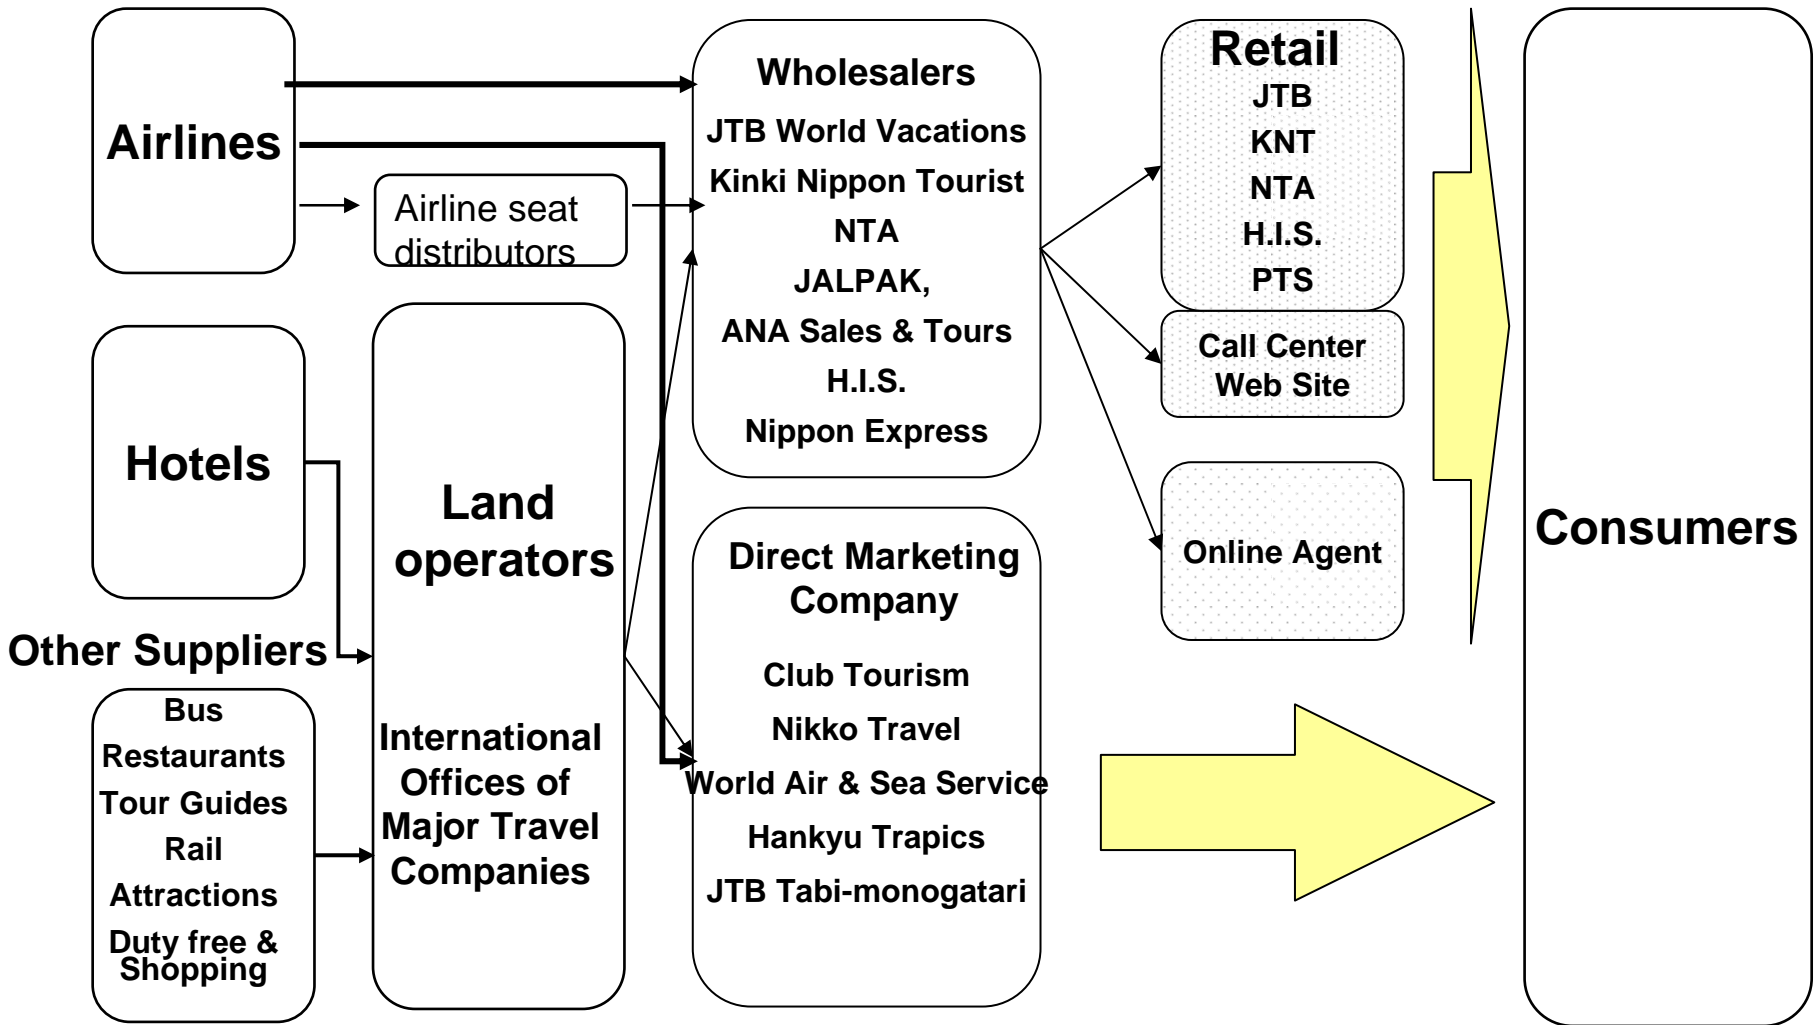 Airlines
Airline seat
distributors
Hotels
Other Suppliers
Bus
Restaurants
Tour Guides
Rail
Attractions
Duty free &
Shopping
Land
operators
International
Offices of
Major Travel
Companies
Wholesalers
JTB World Vacations
Kinki Nippon Tourist
NTA
JALPAK,
ANA Sales & Tours
H.I.S.
Nippon Express
Direct Marketing
Company
Club Tourism
Nikko Travel
World Air & Sea Service
Hankyu Trapics
JTB Tabi-monogatari
Retail
JTB
KNT
NTA
H.I.S.
PTS
Call Center
Web Site
Online Agent
Consumers